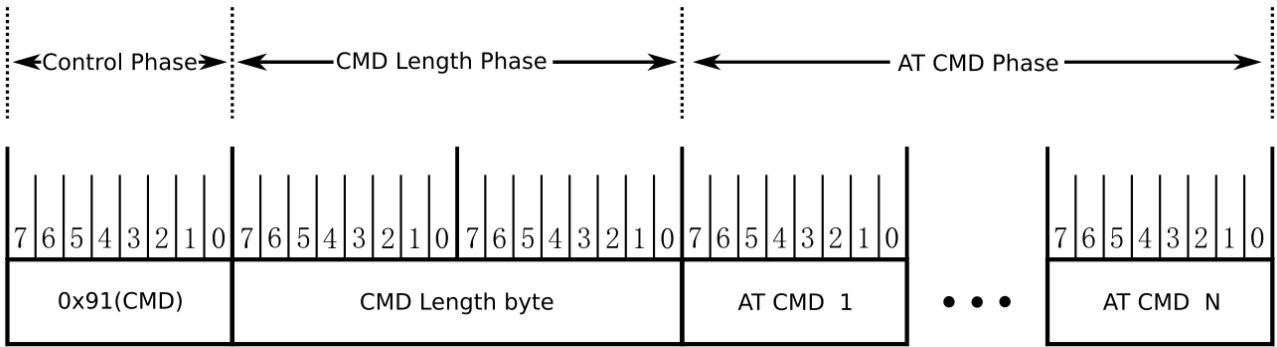 Control Phase CMD Length Phase AT CMD Phase
7 6 5 4 3 2 1 0 7 6 5 4 3 2 1 0 7 6 5 4 3 2 1 0 7 6 5 4 3 2 1 0 7 6 5 4 3 2 1 0
0x91(CMD) CMD Length byte AT CMD 1 ••• AT CMD N